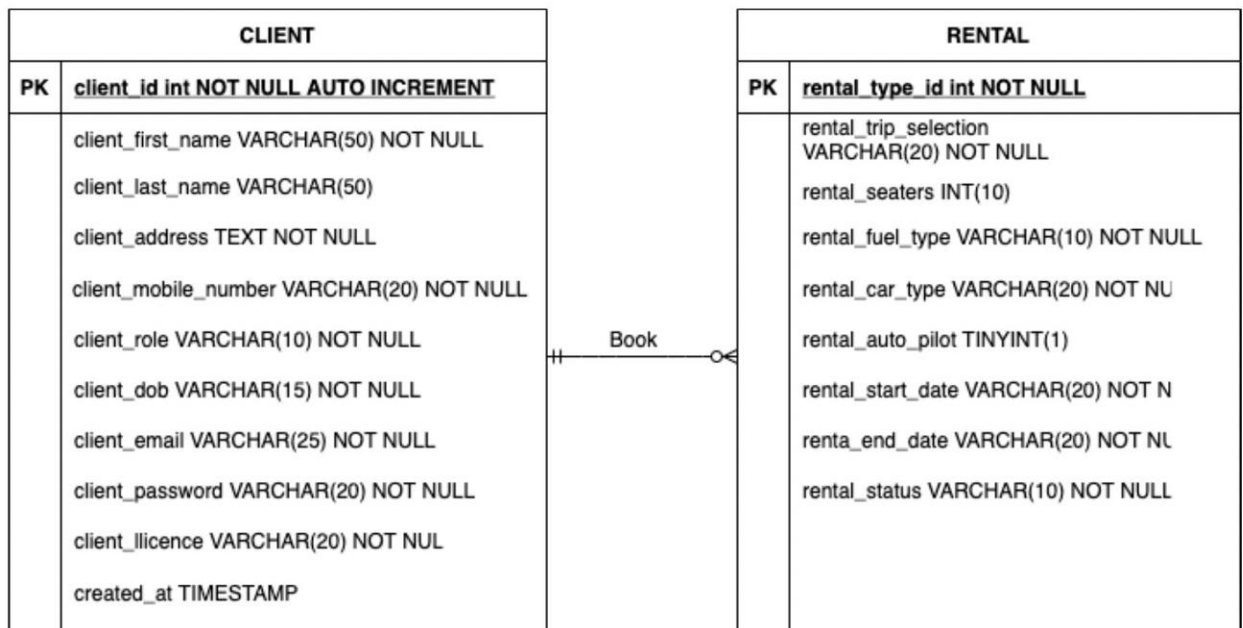 CLIENT
PK client_id int NOT NULL AUTO INCREMENT
client_first_name VARCHAR(50) NOT NULL
client_last_name VARCHAR(50)
client_address TEXT NOT NULL
client_mobile_number VARCHAR(20) NOT NULL
client_role VARCHAR(10) NOT NULL
client_dob VARCHAR(15) NOT NULL
client_email VARCHAR(25) NOT NULL
client_password VARCHAR(20) NOT NULL
client_llicence VARCHAR(20) NOT NUL
created_at TIMESTAMP
Book
RENTAL
PK rental_type_id int NOT NULL
rental_trip_selection
VARCHAR(20) NOT NULL
rental_seaters INT(10)
rental_fuel_type VARCHAR(10) NOT NULL
rental_car_type VARCHAR(20) NOT NU
rental_auto_pilot TINYINT(1)
rental_start_date VARCHAR(20) NOT N
renta_end_date VARCHAR(20) NOT NU
rental_status VARCHAR(10) NOT NULL